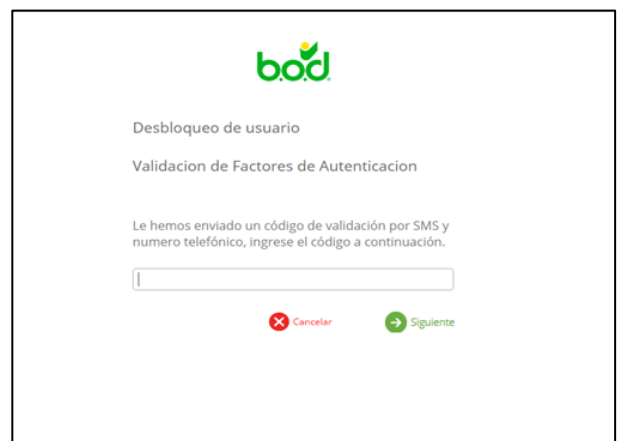 b.o.d.
Desbloqueo de usuario
Validacion de Factores de Autenticacion
Le hemos enviado un código de validación por SMS y
numero telefónico, ingrese el código a continuación.
Cancelar
Siguiente